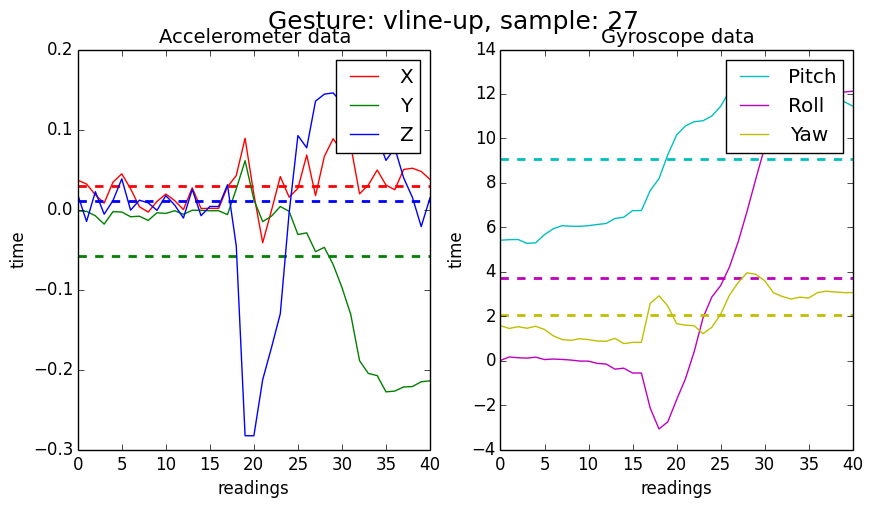 Gesture: vline-up, sample: 27
Accelerometer data
0.2
0.1
0.0
−0.1
−0.2
−0.3
time
0
5
10
15
20
25
30
35
40
readings
X
Y
Z
Gyroscope data
14
12
10
8
6
4
2
0
−2
−4
time
0
5
10
15
20
25
30
35
40
readings
Pitch
Roll
Yaw